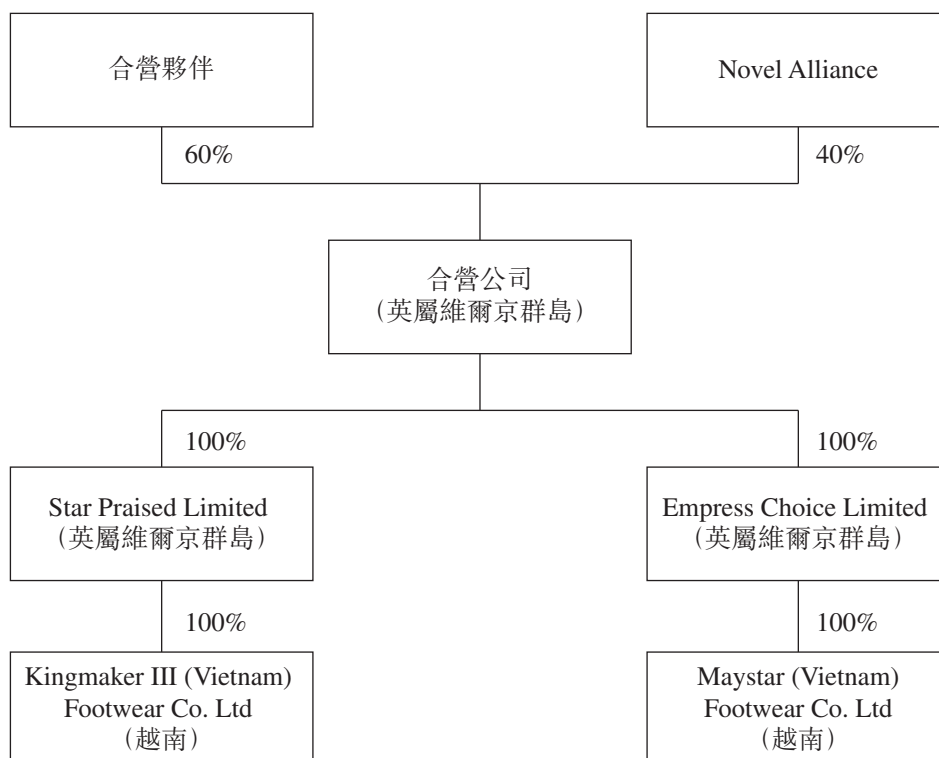 合營夥伴
Novel Alliance
60%
40%
合營公司
（英屬維爾京群島）
100%
100%
Star Praised Limited
（英屬維爾京群島）
Empress Choice Limited
（英屬維爾京群島）
100%
100%
Kingmaker III (Vietnam)
Footwear Co. Ltd
（越南）
Maystar (Vietnam)
Footwear Co. Ltd
（越南）